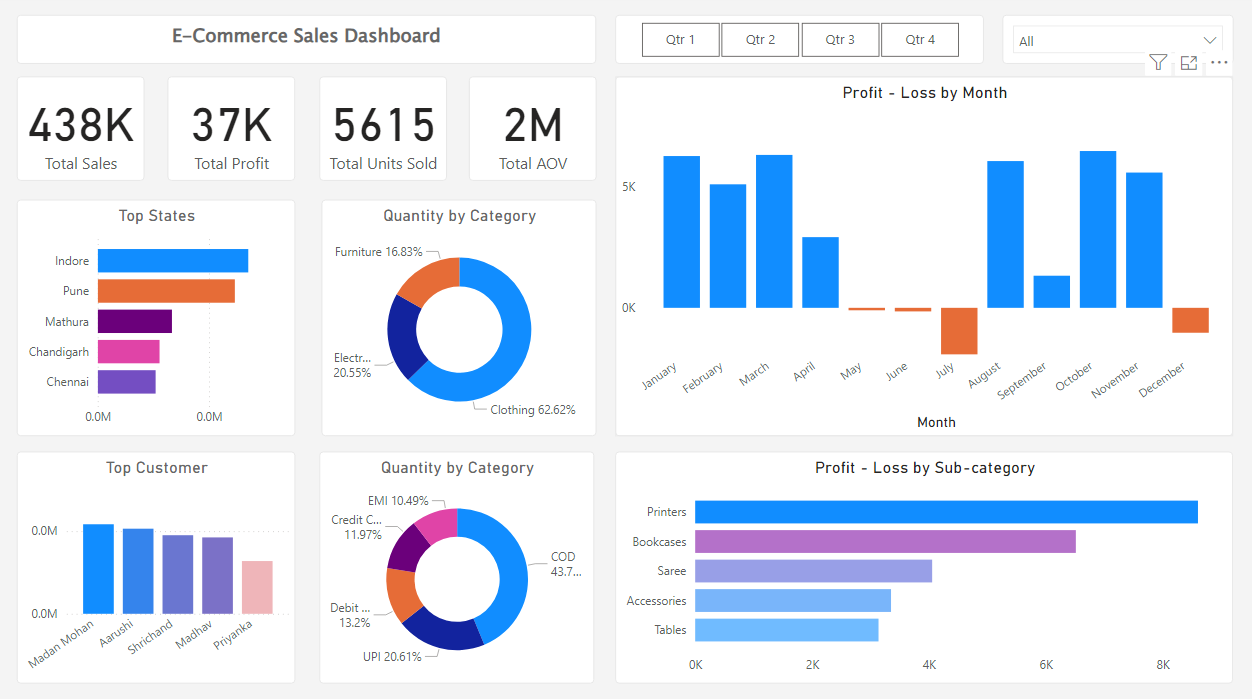 E-Commerce Sales Dashboard
Qtr 1
Qtr 2
Qtr 3
Qtr 4
All
438K
Total Sales
37K
Total Profit
5615
Total Units Sold
2M
Total AOV
Profit - Loss by Month
5K
0K
January
February
March
April
May
June
July
August
September
October
November
December
Month
Top States
Indore
Pune
Mathura
Chandigarh
Chennai
0.0M
0.0M
Quantity by Category
Furniture 16.83%
Electr...
20.55%
Clothing 62.62%
Top Customer
0.0M
0.0M
Madan Mohan
Aarushi
Shrichand
Madhav
Priyanka
Quantity by Category
EMI 10.49%
Credit C...
11.97%
COD
43.7...
Debit ...
13.2%
UPI 20.61%
Profit - Loss by Sub-category
Printers
Bookcases
Saree
Accessories
Tables
0K
2K
4K
6K
8K